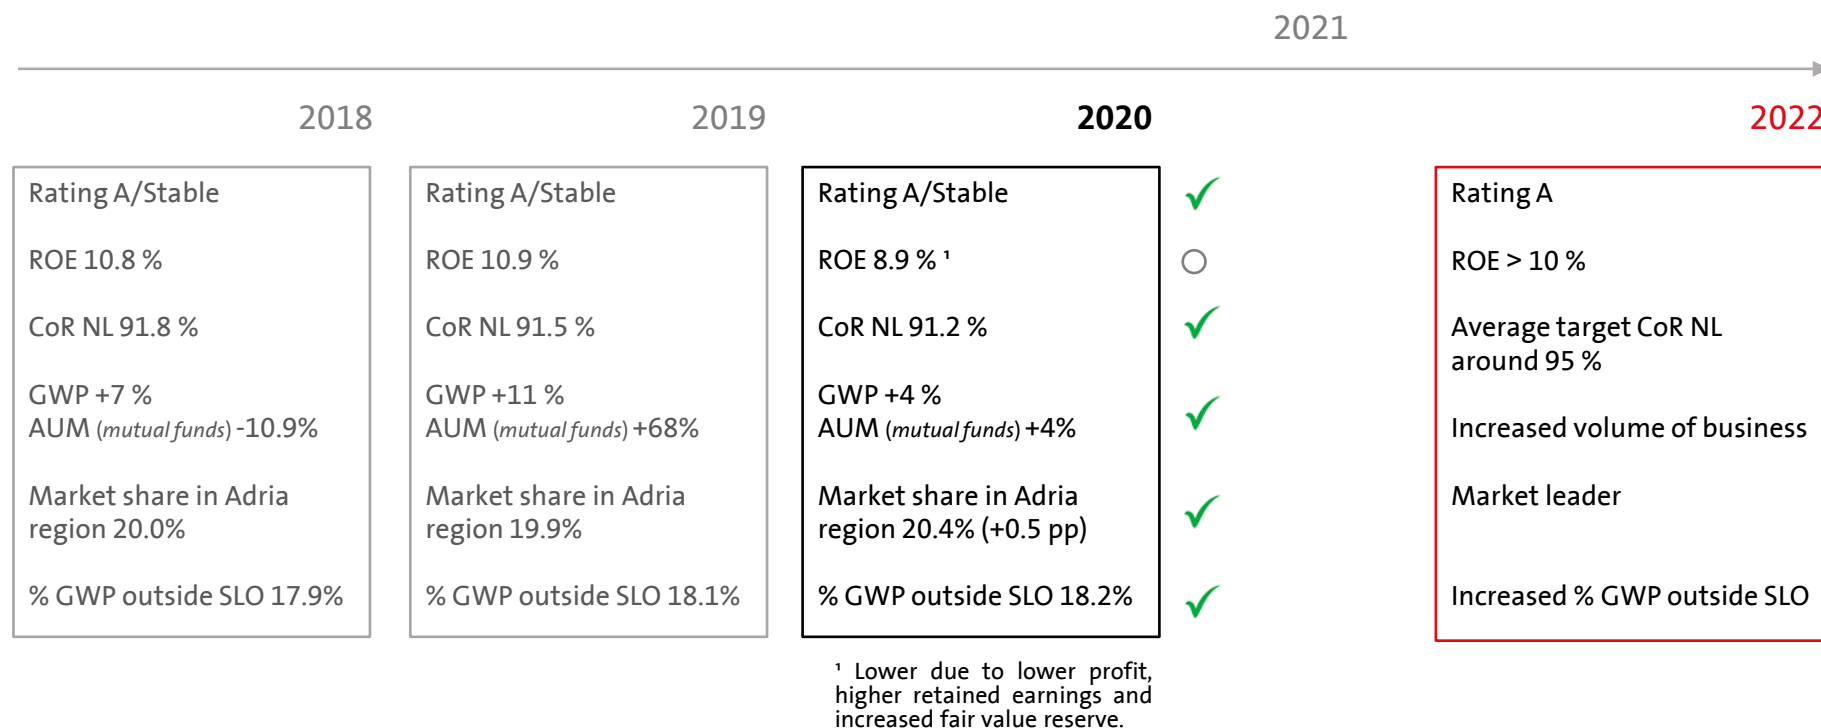 2021
2018
2019
2020
2022
Rating A/Stable
ROE 10.8 %
CoR NL 91.8 %
GWP +7 %
AUM (mutual funds) -10.9%
Market share in Adria
region 20.0%
% GWP outside SLO 17.9%
Rating A/Stable
ROE 10.9 %
CoR NL 91.5 %
GWP +11 %
AUM (mutual funds) +68%
Market share in Adria
region 19.9%
% GWP outside SLO 18.1%
Rating A/Stable
ROE 8.9 % ¹
CoR NL 91.2 %
GWP +4 %
AUM (mutual funds) +4%
Market share in Adria
region 20.4% (+0.5 pp)
% GWP outside SLO 18.2%
¹ Lower due to lower profit,
higher retained earnings and
increased fair value reserve.
Rating A
ROE > 10 %
Average target CoR NL
around 95 %
Increased volume of business
Market leader
Increased % GWP outside SLO